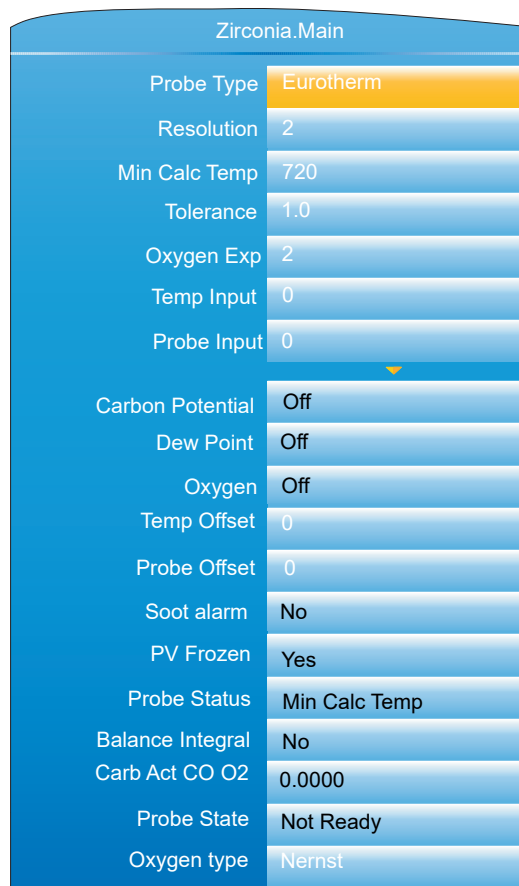 Zirconia.Main
Probe Type Eurotherm
Resolution 2
Min Calc Temp 720
Tolerance 1.0
Oxygen Exp 2
Temp Input 0
Probe Input 0
Carbon Potential Off
Dew Point Off
Oxygen Off
Temp Offset 0
Probe Offset 0
Soot alarm No
PV Frozen Yes
Probe Status Min Calc Temp
Balance Integral No
Carb Act CO O2 0.0000
Probe State Not Ready
Oxygen type Nernst